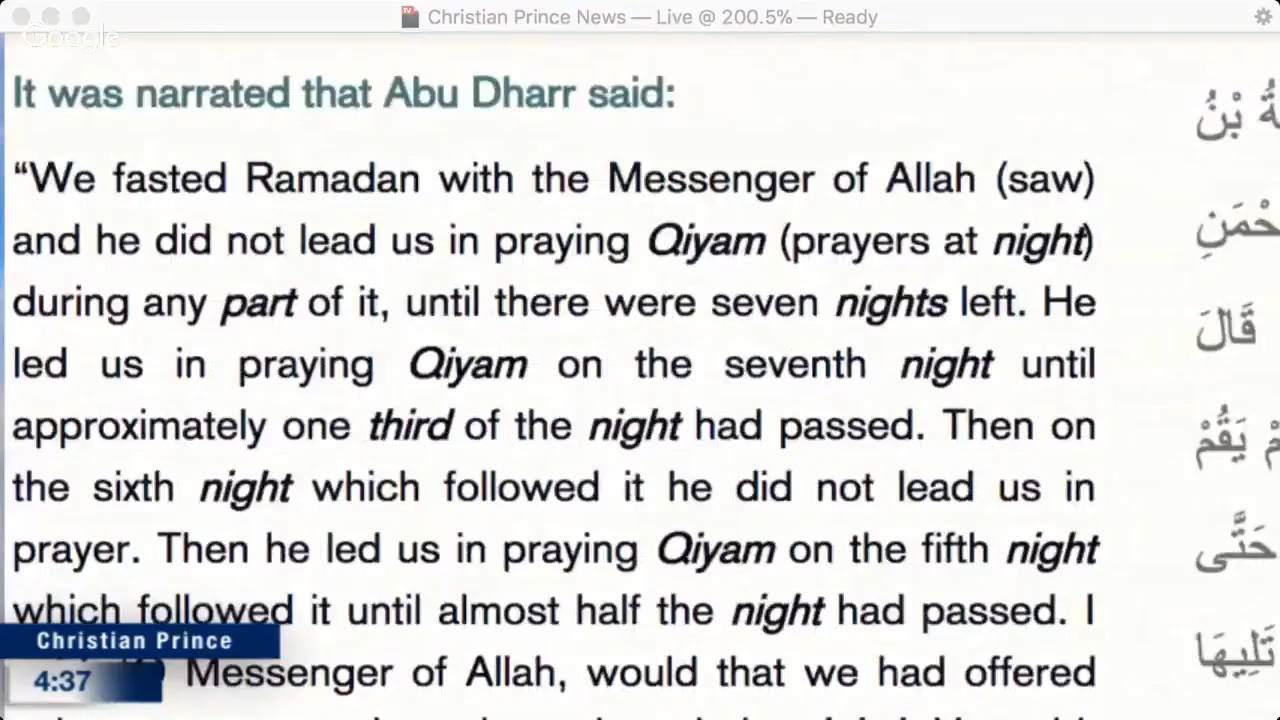 Christian Prince News — Live @ 200.5% — Ready
Google
It was narrated that Abu Dharr said:
“We fasted Ramadan with the Messenger of Allah (saw)
and he did not lead us in praying Qiyam (prayers at night)
during any part of it, until there were seven nights left. He
led us in praying Qiyam on the seventh night until
approximately one third of the night had passed. Then on
the sixth night which followed it he did not lead us in
prayer. Then he led us in praying Qiyam on the fifth night
which followed it until almost half the night had passed. I
Messenger of Allah, would that we had offered
بْنُ
قَالَ
يَقُمْ
حَتَّى
تَلِيهَا
Christian Prince
4:37